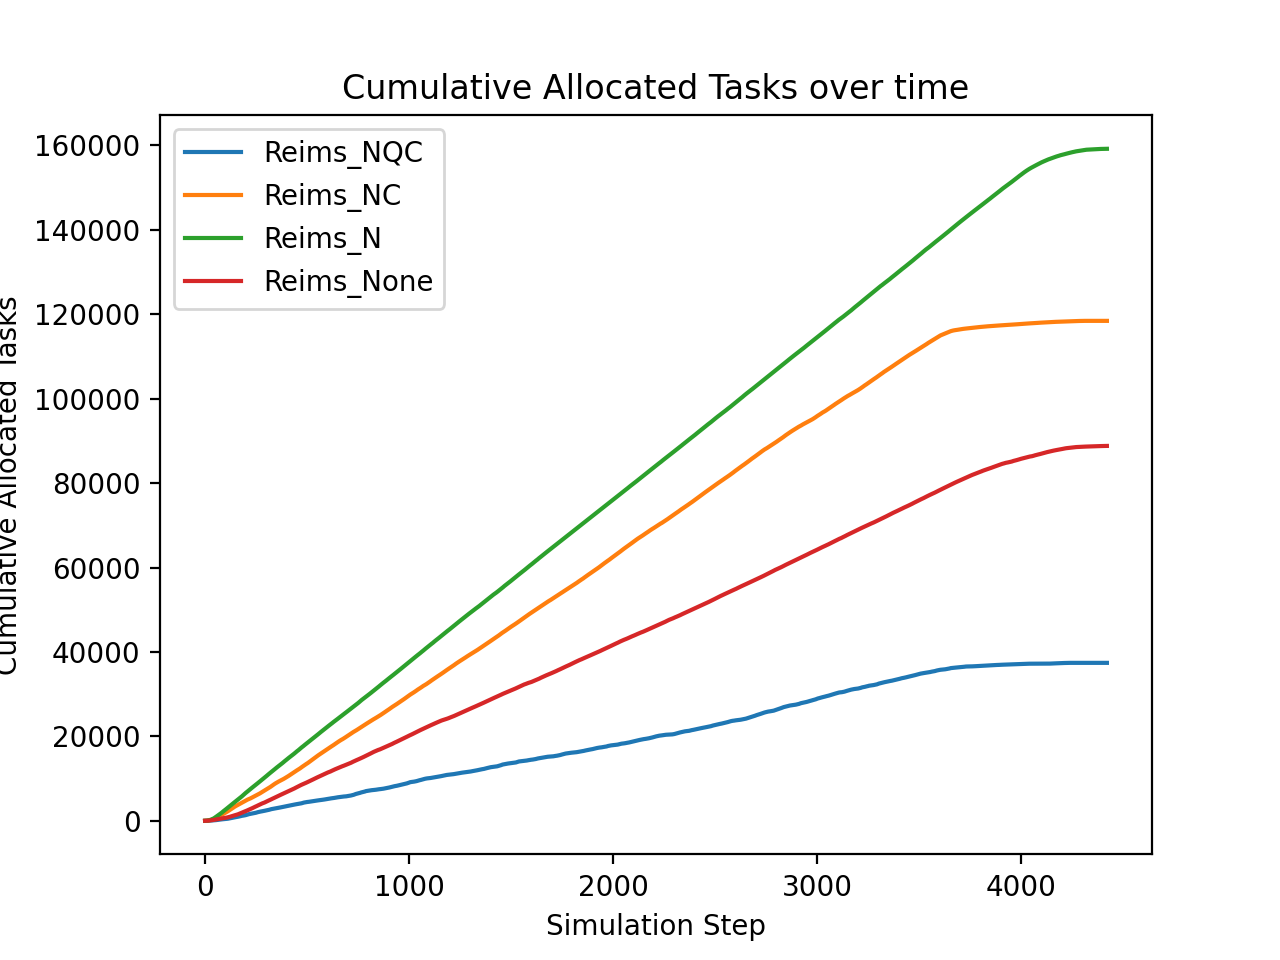 Cumulative Allocated Tasks over time
Cumulative Allocated Tasks
160000
140000
120000
100000
80000
60000
40000
20000
0
Reims_NQC
Reims_NC
Reims_N
Reims_None
0 1000 2000 3000 4000
Simulation Step